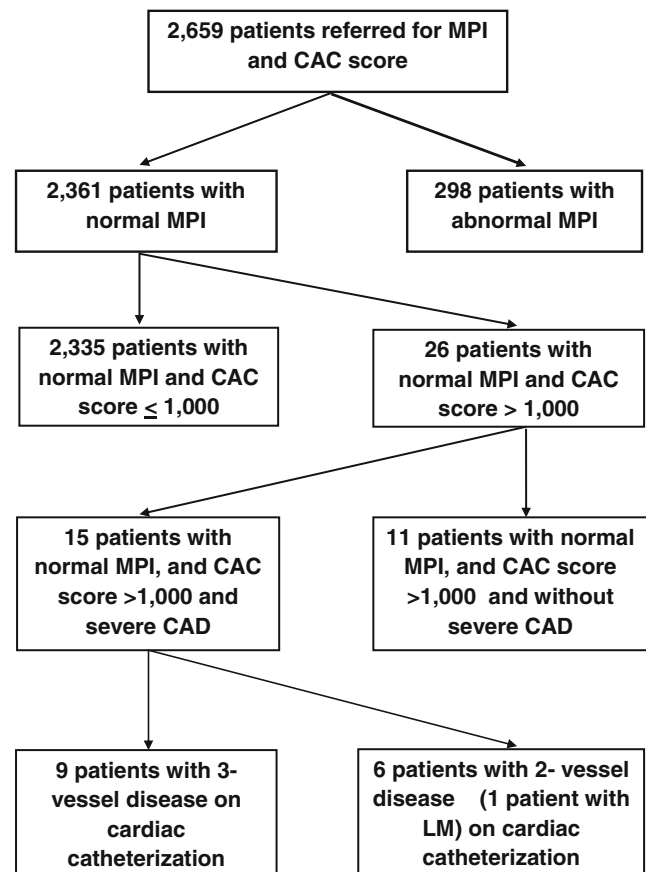 2,659 patients referred for MPI
and CAC score
2,361 patients with
normal MPI
298 patients with
abnormal MPI
2,335 patients with
normal MPI and CAC
score ≤ 1,000
26 patients with
normal MPI and CAC
score > 1,000
15 patients with
normal MPI, and CAC
score >1,000 and
severe CAD
11 patients with normal
MPI, and CAC score
>1,000 and without
severe CAD
9 patients with 3-
vessel disease on
cardiac
catheterization
6 patients with 2- vessel
disease (1 patient with
LM) on cardiac
catheterization